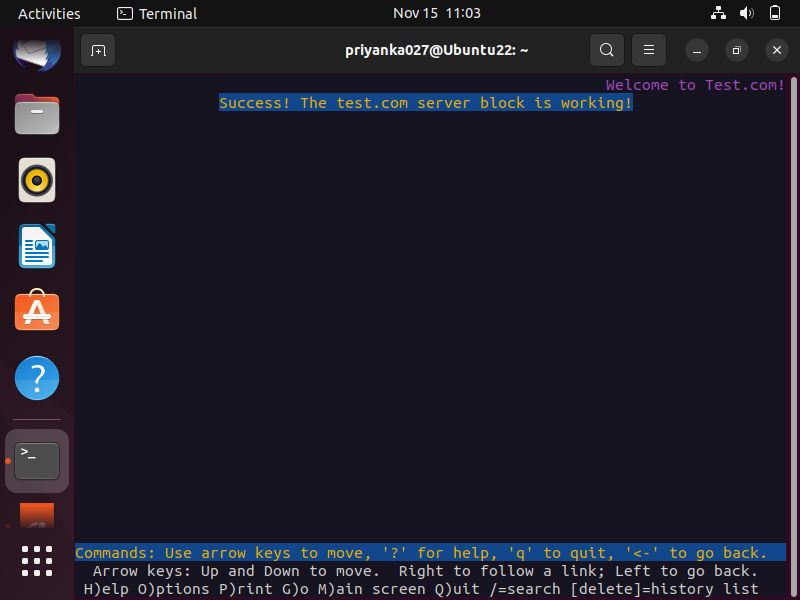 Activities Terminal Nov 15 11:03
priyanka027@Ubuntu22: ~
Welcome to Test.com!
Success! The test.com server block is working!
Commands: Use arrow keys to move, '?' for help, 'q' to quit, '<-' to go back.
Arrow keys: Up and Down to move. Right to follow a link; Left to go back.
H)elp O)ptions P)rint G)o M)ain screen Q)uit /=search [delete]=history list